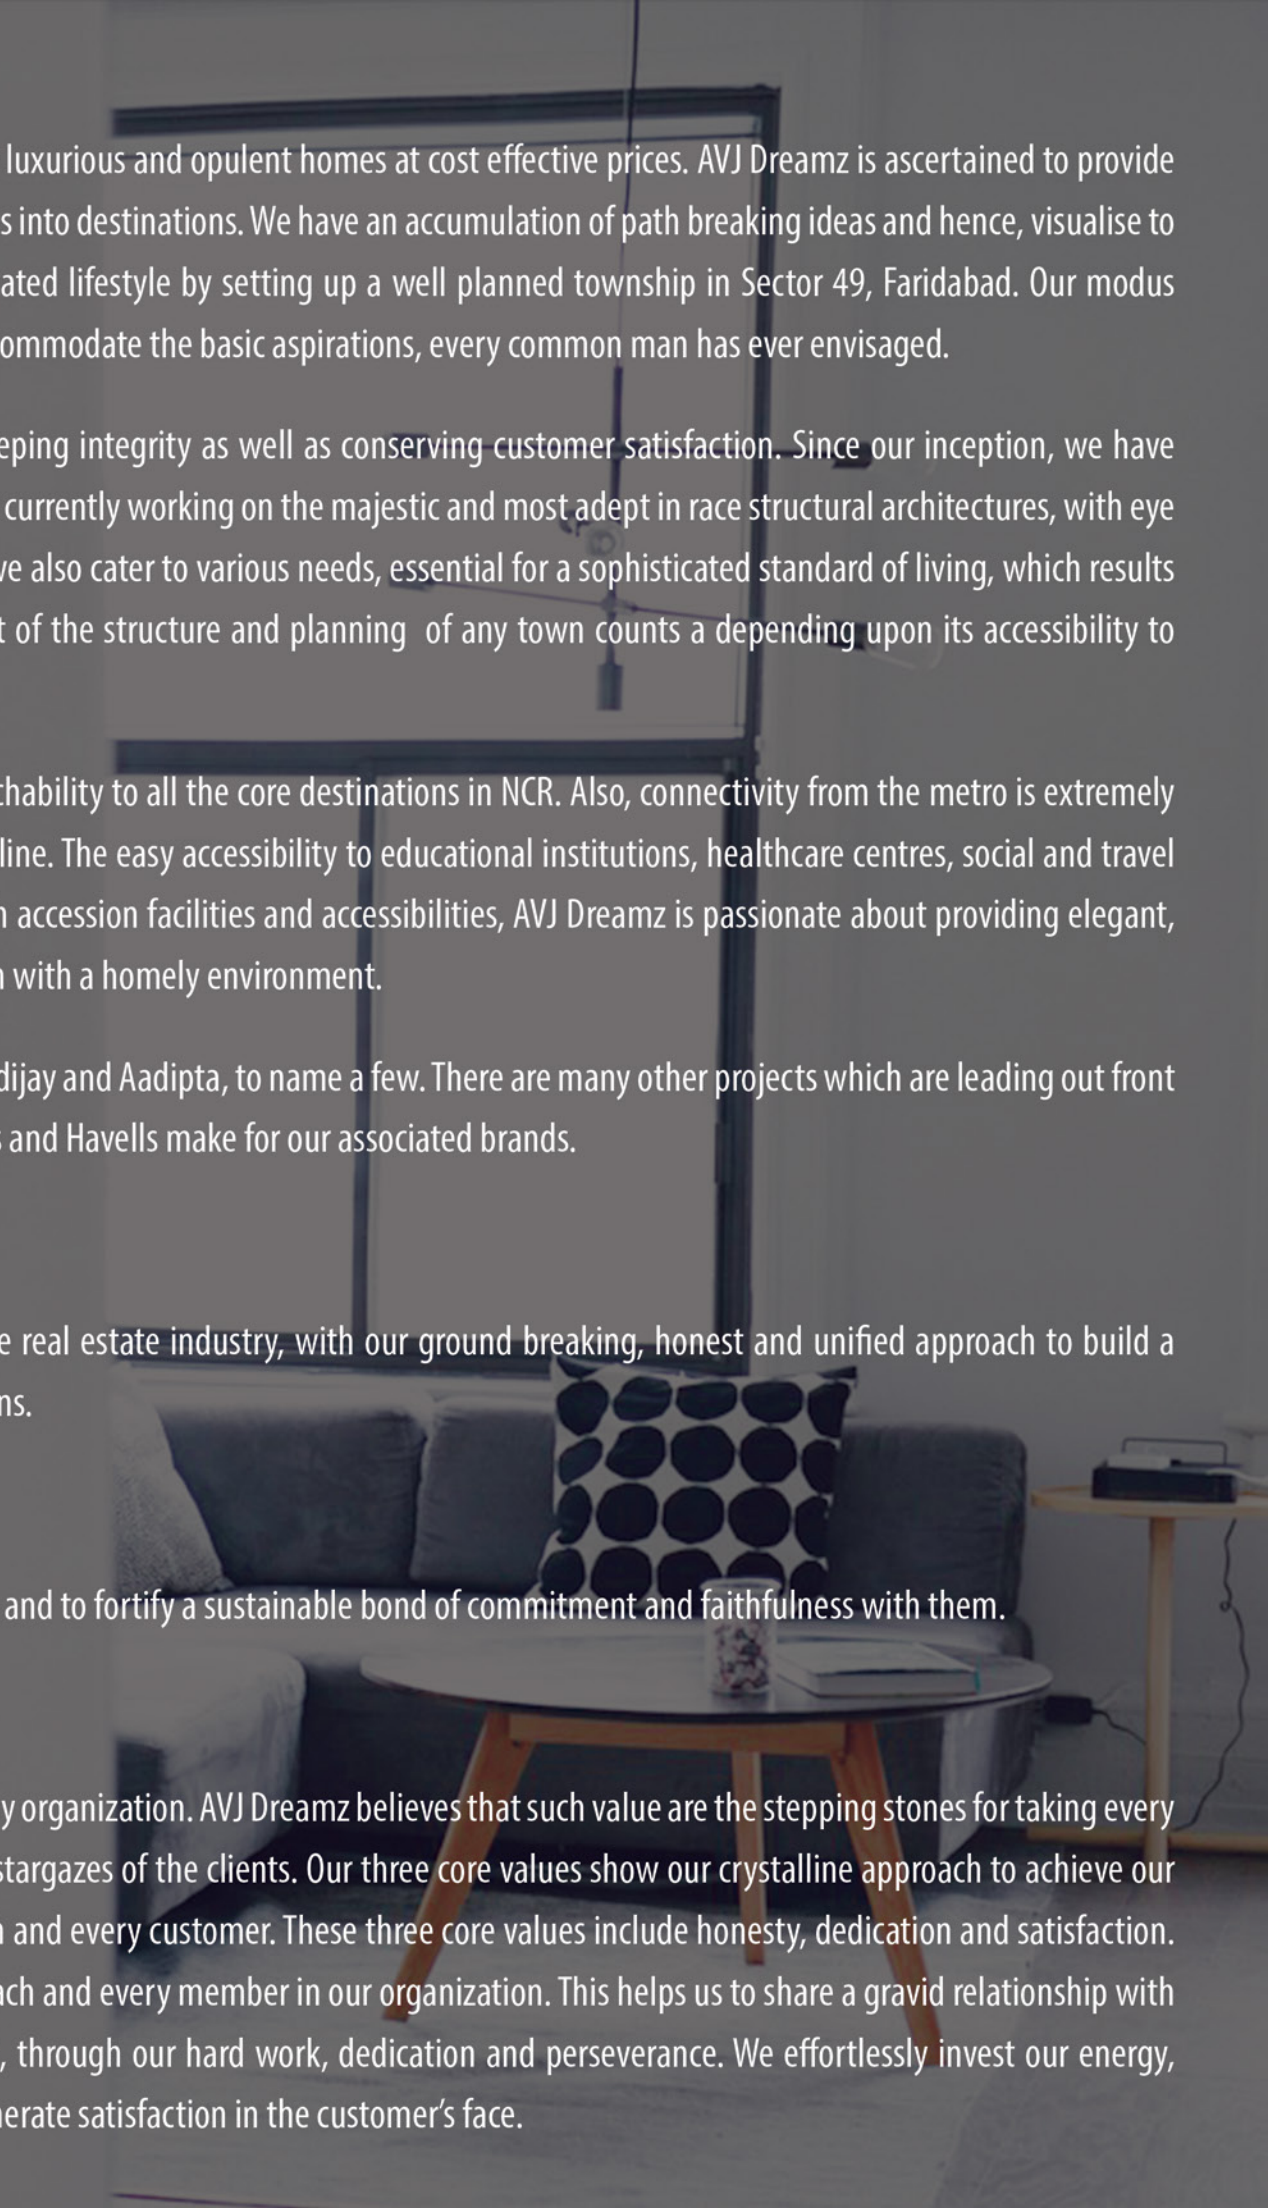 luxurious and opulent homes at cost effective prices. AVJ Dreamz is ascertained to provide
s into destinations. We have an accumulation of path breaking ideas and hence, visualise to
ated lifestyle by setting up a well planned township in Sector 49, Faridabad. Our modus
ommodate the basic aspirations, every common man has ever envisaged.
eping integrity as well as conserving customer satisfaction. Since our inception, we have
currently working on the majestic and most adept in race structural architectures, with eye
ve also cater to various needs, essential for a sophisticated standard of living, which results
t of the structure and planning of any town counts a depending upon its accessibility to
chability to all the core destinations in NCR. Also, connectivity from the metro is extremely
line. The easy accessibility to educational institutions, healthcare centres, social and travel
n accession facilities and accessibilities, AVJ Dreamz is passionate about providing elegant,
n with a homely environment.
dijay and Aadipta, to name a few. There are many other projects which are leading out front
s and Havells make for our associated brands.
e real estate industry, with our ground breaking, honest and unified approach to build a
ns.
and to fortify a sustainable bond of commitment and faithfulness with them.
y organization. AVJ Dreamz believes that such value are the stepping stones for taking every
stargazes of the clients. Our three core values show our crystalline approach to achieve our
h and every customer. These three core values include honesty, dedication and satisfaction.
ach and every member in our organization. This helps us to share a gravid relationship with
, through our hard work, dedication and perseverance. We effortlessly invest our energy,
nerate satisfaction in the customer's face.